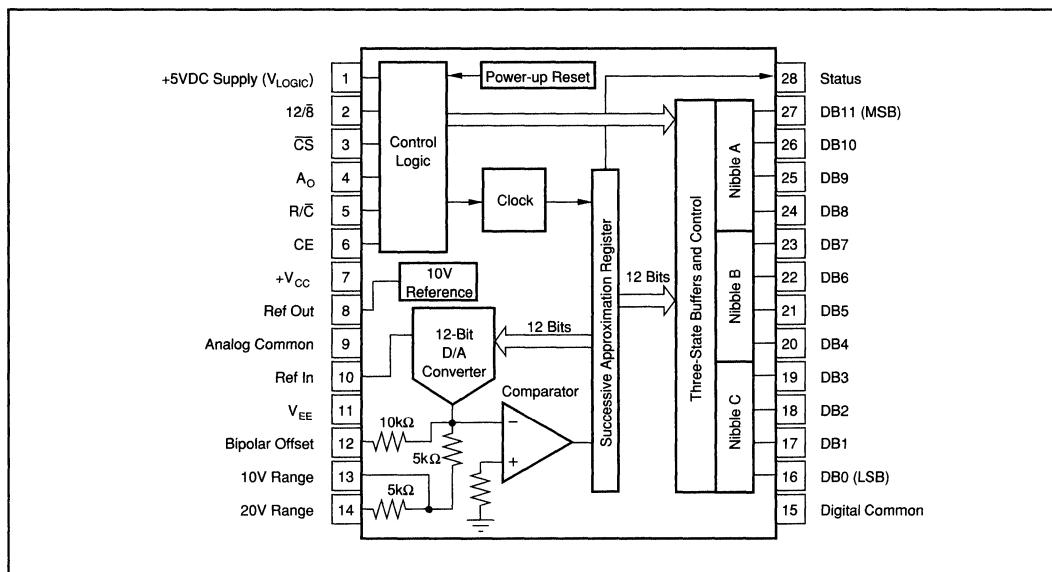 +5VDC Supply (V_LOGIC) 1
12/8̅ 2
C̅S̅ 3
A_O 4
R/C̅ 5
CE 6
+V_CC 7
Ref Out 8
Analog Common 9
Ref In 10
V_EE 11
Bipolar Offset 12
10V Range 13
20V Range 14
Control
Logic
Power-up Reset
Clock
10V
Reference
12-Bit
D/A
Converter
12 Bits
Comparator
−
+
10kΩ
5kΩ
5kΩ
Successive Approximation Register
12 Bits
Three-State Buffers and Control
Nibble A
Nibble B
Nibble C
28 Status
27 DB11 (MSB)
26 DB10
25 DB9
24 DB8
23 DB7
22 DB6
21 DB5
20 DB4
19 DB3
18 DB2
17 DB1
16 DB0 (LSB)
15 Digital Common